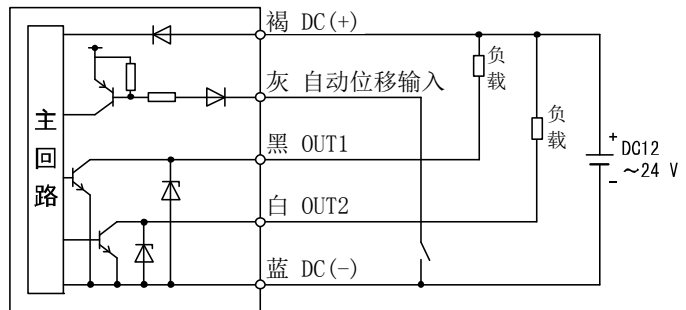 褐 DC(+)
负载
灰 自动位移输入
负载
主回路
黑 OUT1
+
DC12
～24 V
−
白 OUT2
蓝 DC(-)